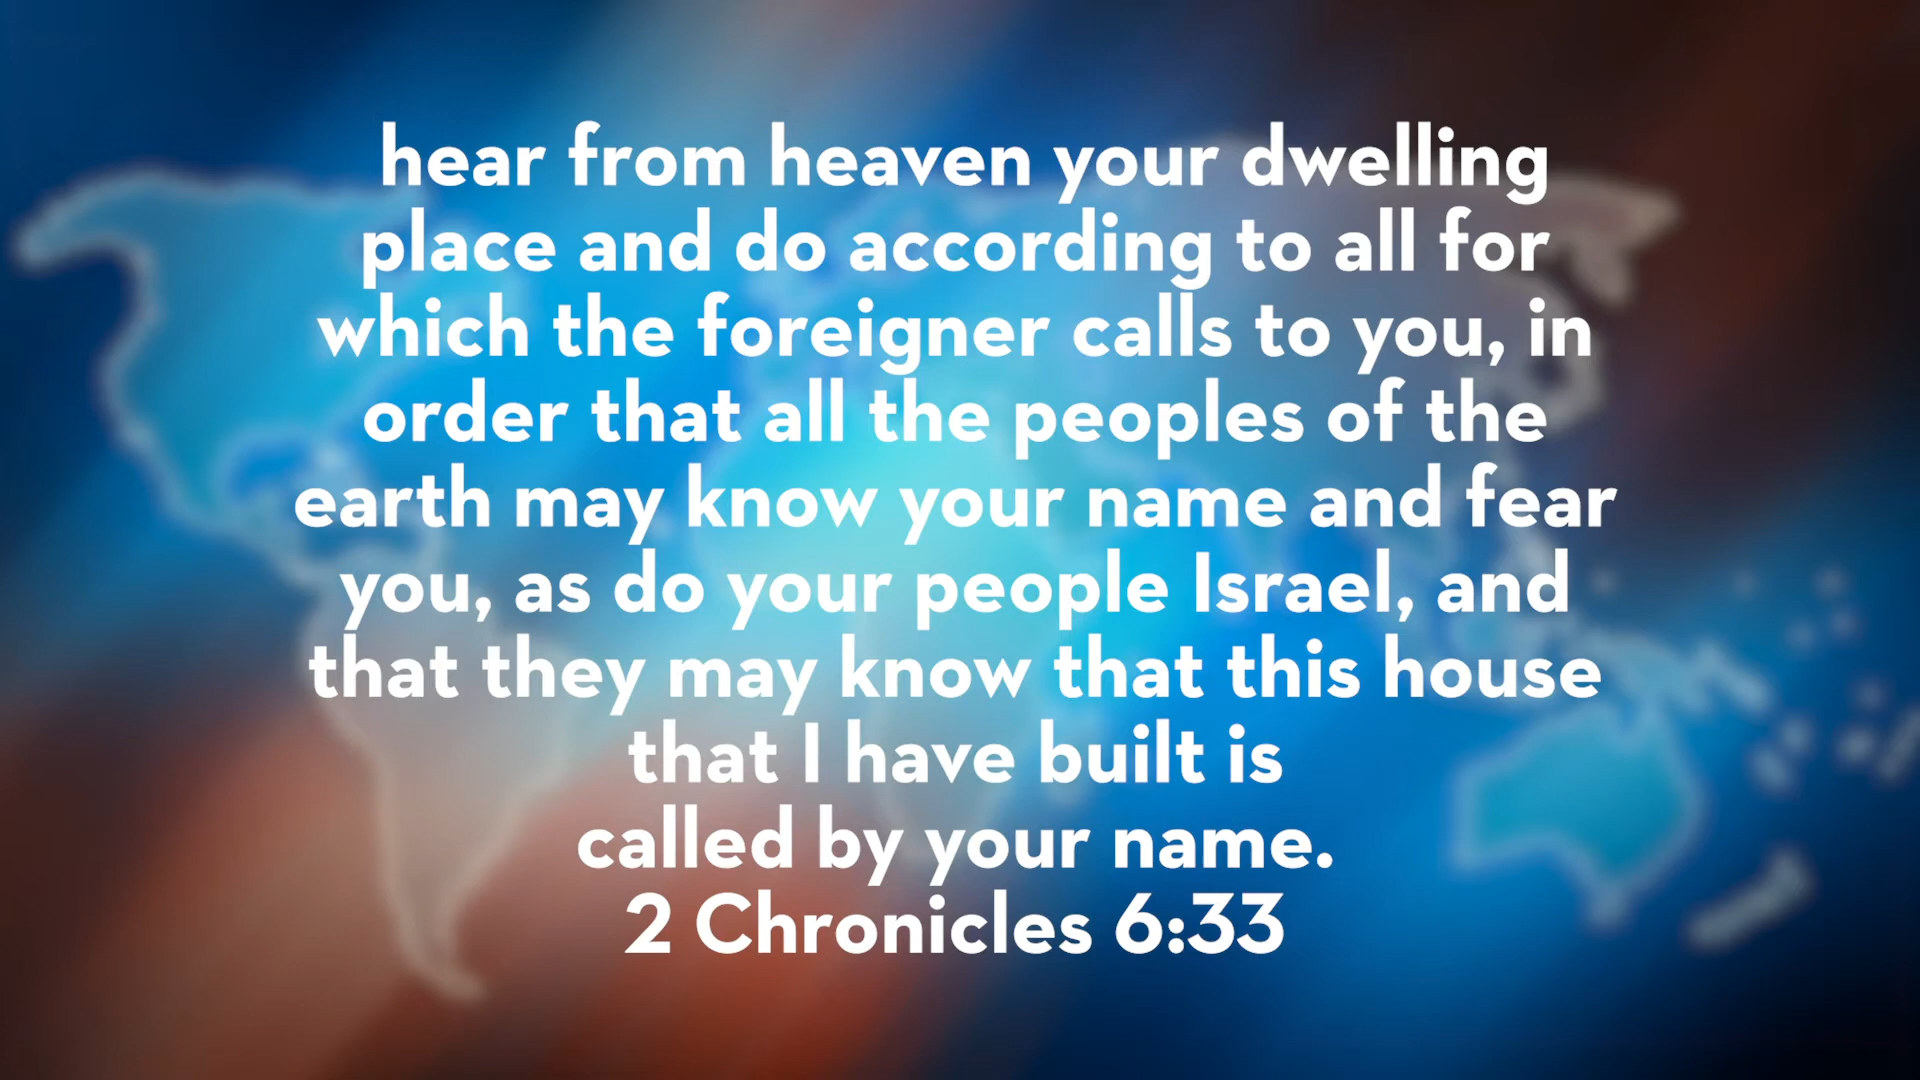 hear from heaven your dwelling
place and do according to all for
which the foreigner calls to you, in
order that all the peoples of the
earth may know your name and fear
you, as do your people Israel, and
that they may know that this house
that I have built is
called by your name.
2 Chronicles 6:33